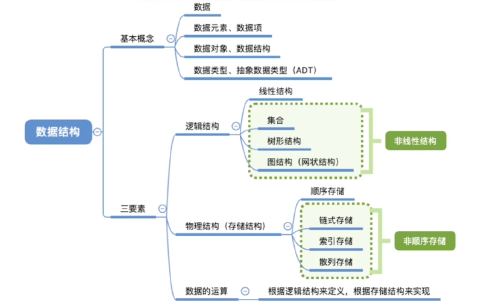 数据结构
基本概念
数据
数据元素、数据项
数据对象、数据结构
数据类型、抽象数据类型（ADT）
三要素
逻辑结构
线性结构
集合
树形结构
图结构（网状结构）
非线性结构
物理结构（存储结构）
顺序存储
链式存储
索引存储
散列存储
非顺序存储
数据的运算
根据逻辑结构来定义，根据存储结构来实现